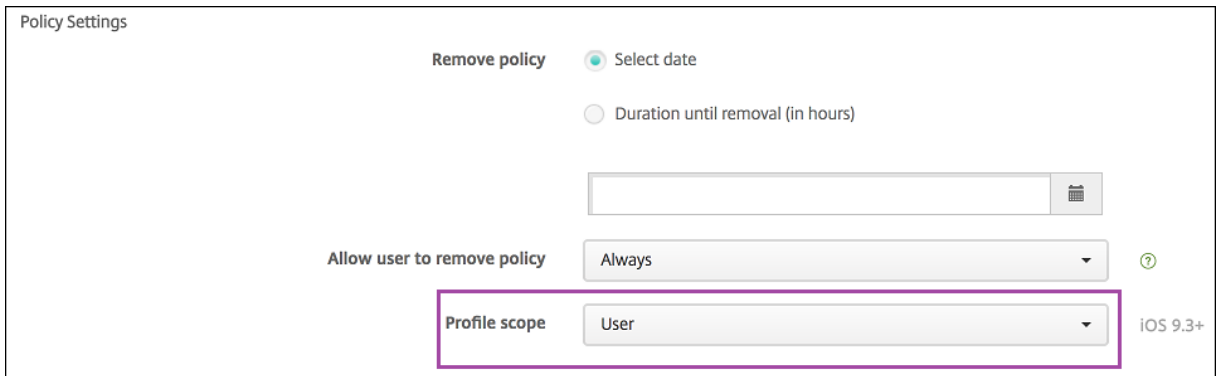 Policy Settings
Remove policy Select date
Duration until removal (in hours)
Allow user to remove policy Always ?
Profile scope User iOS 9.3+